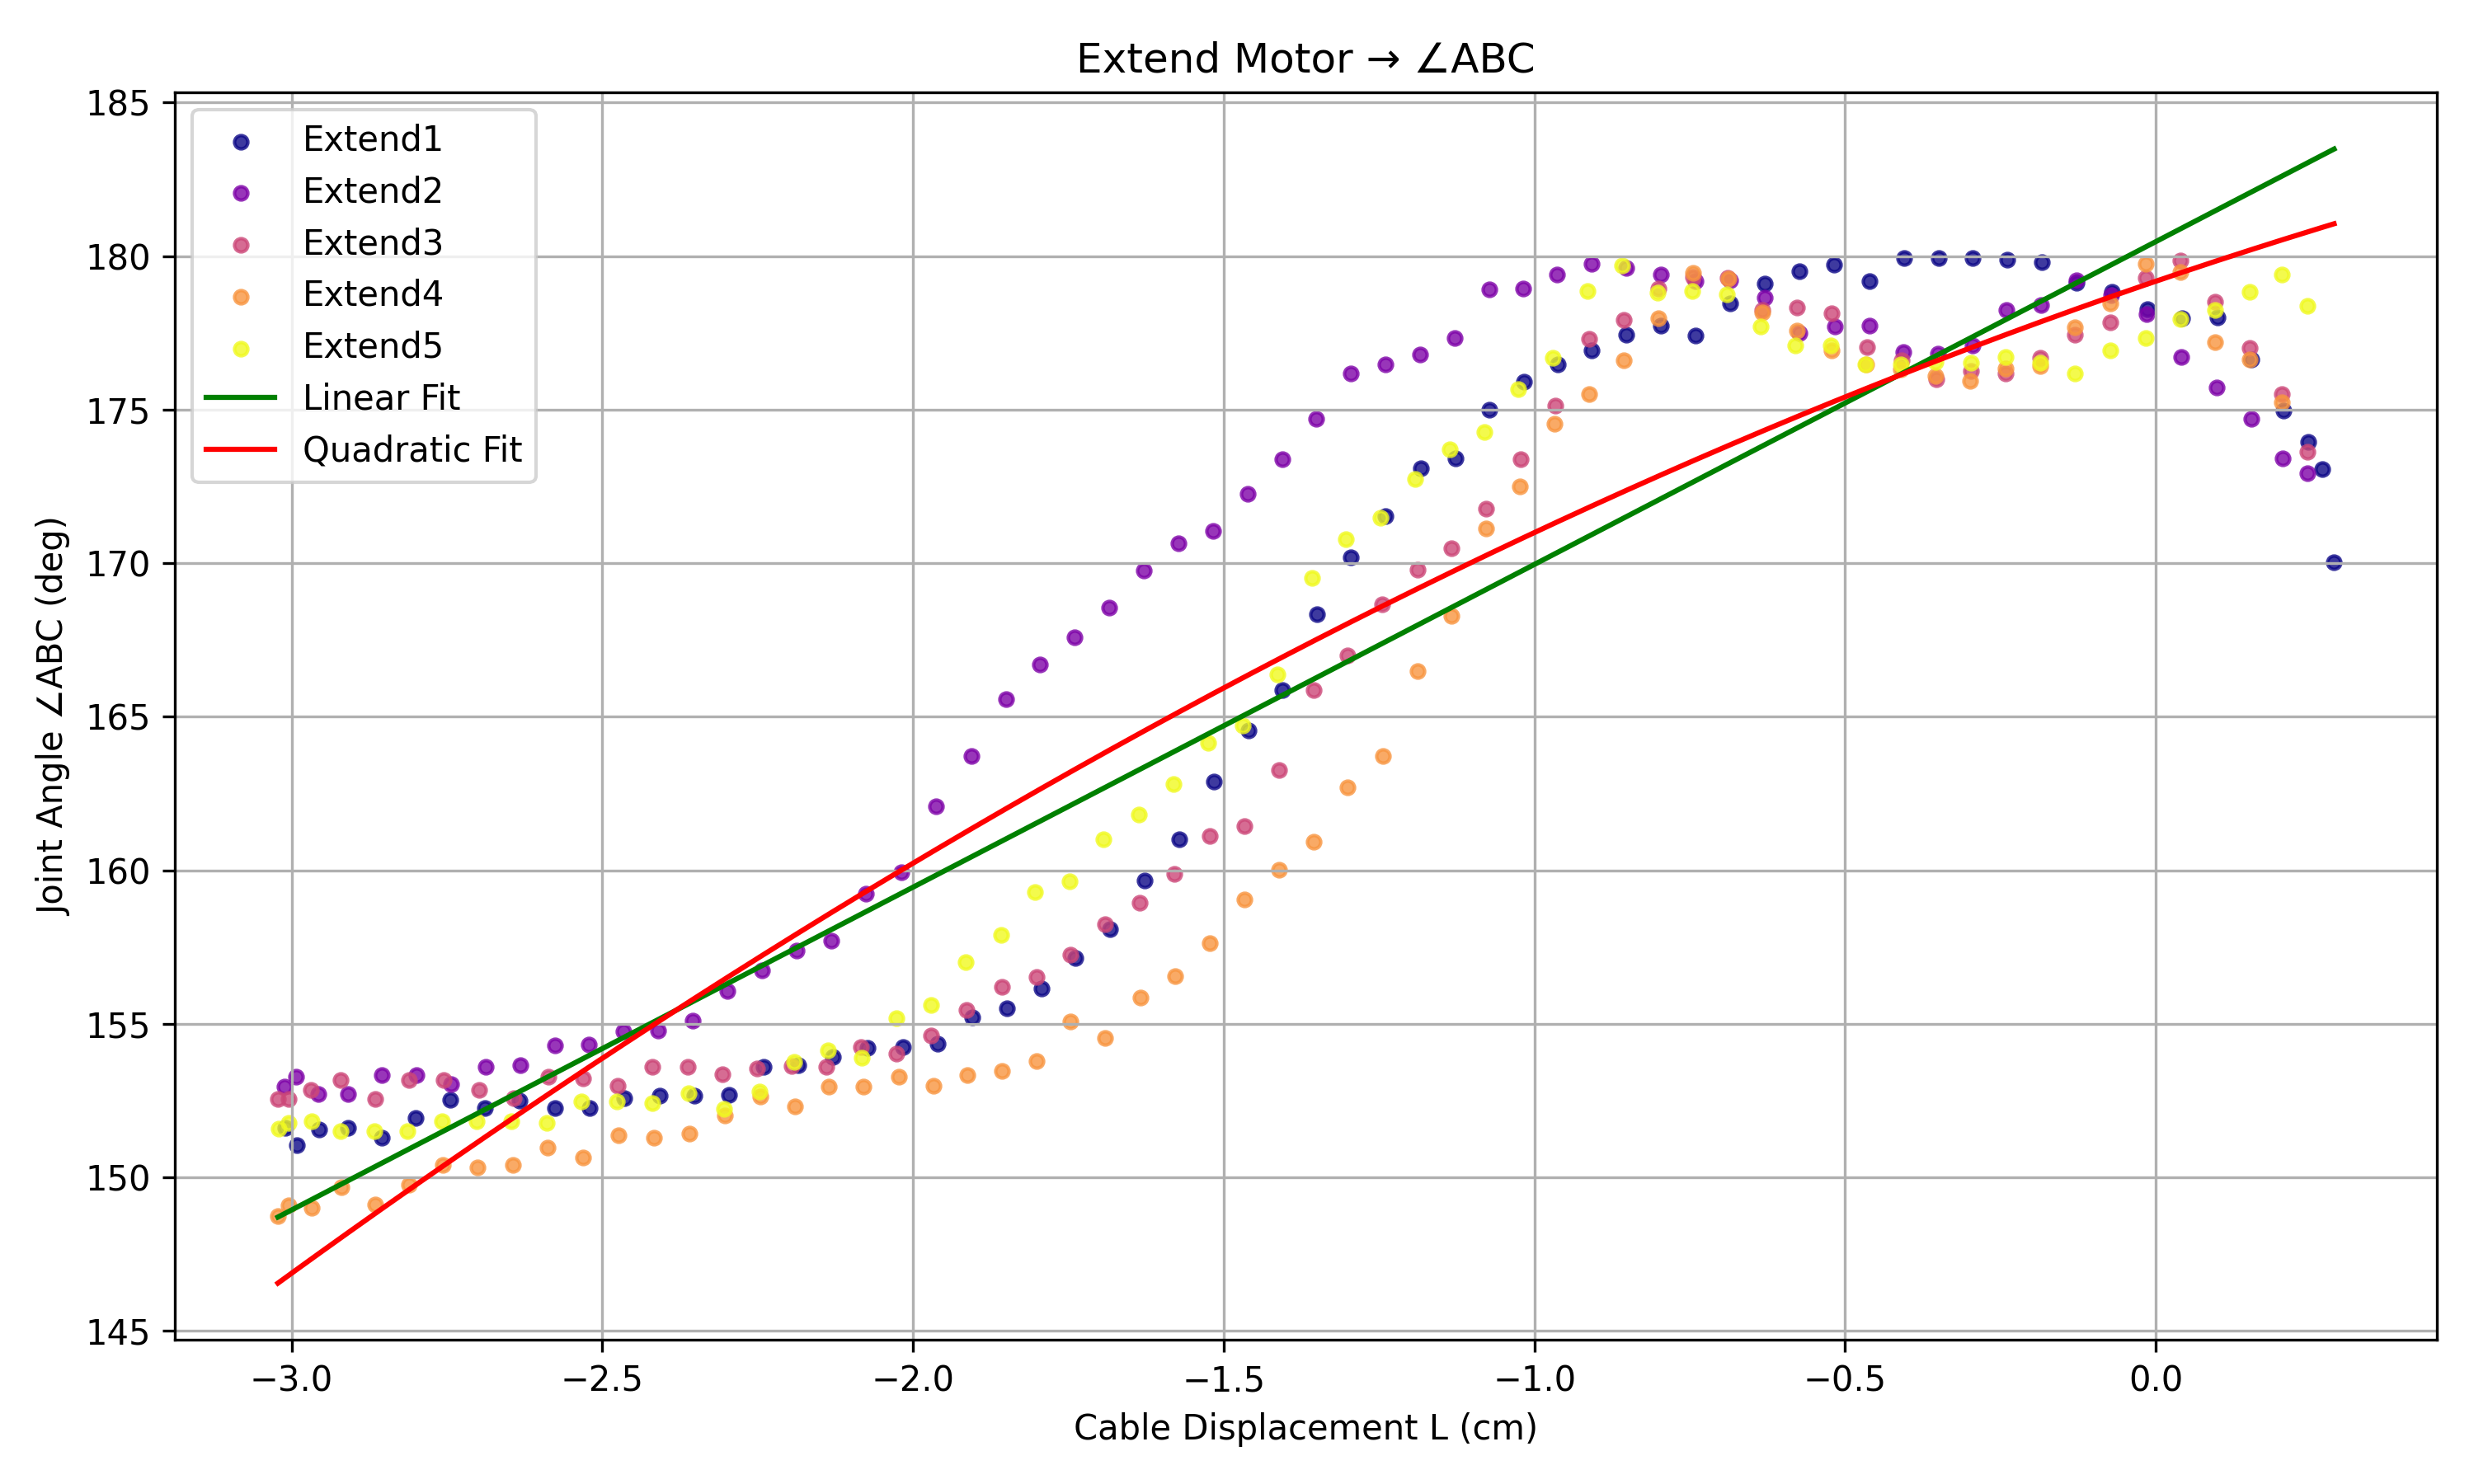 Extend Motor → ∠ABC
185
180
175
170
165
160
155
150
145
Joint Angle ∠ABC (deg)
Extend1
Extend2
Extend3
Extend4
Extend5
Linear Fit
Quadratic Fit
−3.0 −2.5 −2.0 −1.5 −1.0 −0.5 0.0
Cable Displacement L (cm)